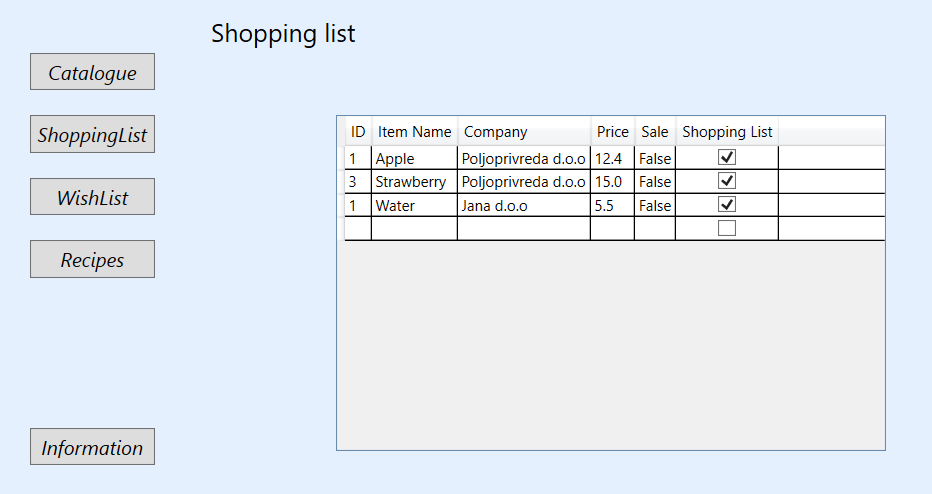 Shopping list
Catalogue
ShoppingList
WishList
Recipes
Information
ID Item Name Company Price Sale Shopping List
1 Apple Poljoprivreda d.o.o 12.4 False
3 Strawberry Poljoprivreda d.o.o 15.0 False
1 Water Jana d.o.o 5.5 False